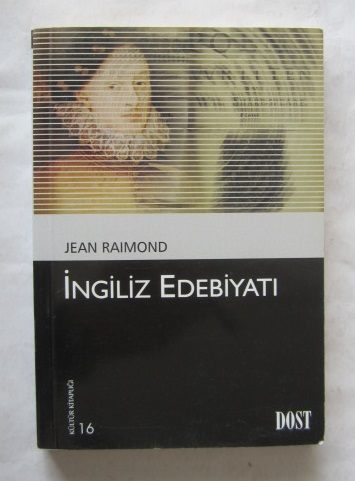 JEAN RAIMOND
İNGİLİZ EDEBİYATI
KÜLTÜR KİTAPLIĞI
16
DOST